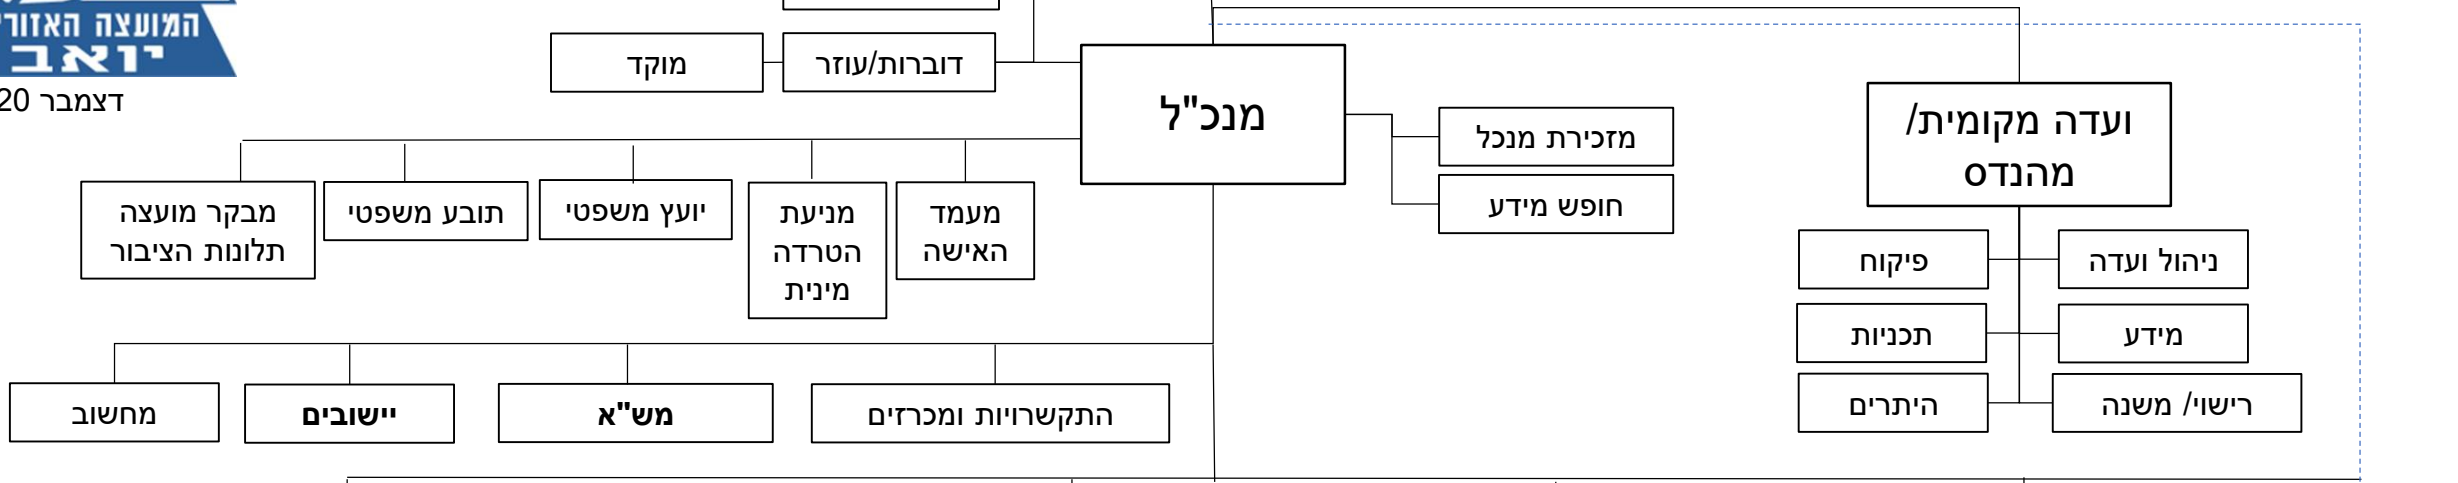 המועצה האזורי
יואב
דצמבר 20
דוברות/עוזר
מוקד
מנכ"ל
מזכירת מנכל
חופש מידע
ועדה מקומית/
מהנדס
ניהול ועדה
פיקוח
מידע
תכניות
רישוי/ משנה
היתרים
מעמד
האישה
מניעת
הטרדה
מינית
יועץ משפטי
תובע משפטי
מבקר מועצה
תלונות הציבור
התקשרויות ומכרזים
מש"א
יישובים
מחשוב